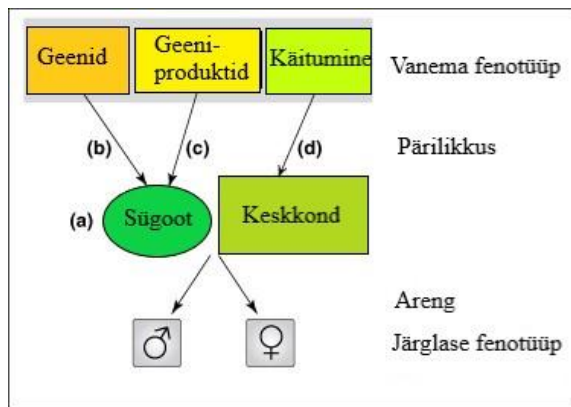 Geenid
Geeni-
produktid
Käitumine
Vanema fenotüüp
(b)
(c)
(d)
Pärilikkus
(a)
Sügoot
Keskkond
Areng
♂
♀
Järglase fenotüüp